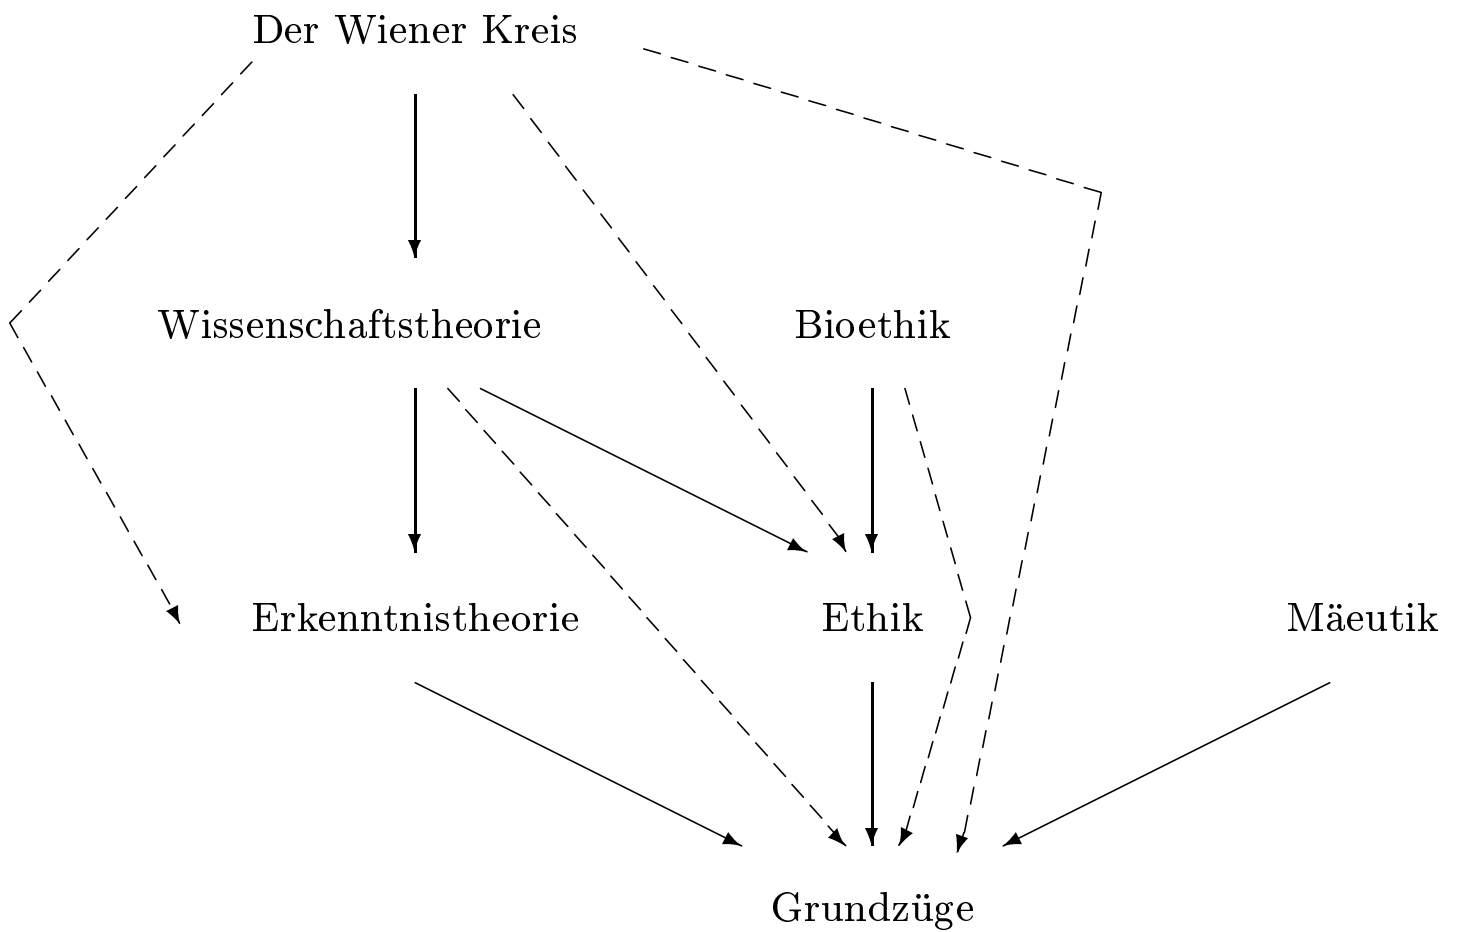 Der Wiener Kreis
Wissenschaftstheorie
Bioethik
Erkenntnistheorie
Ethik
Mäeutik
Grundzüge